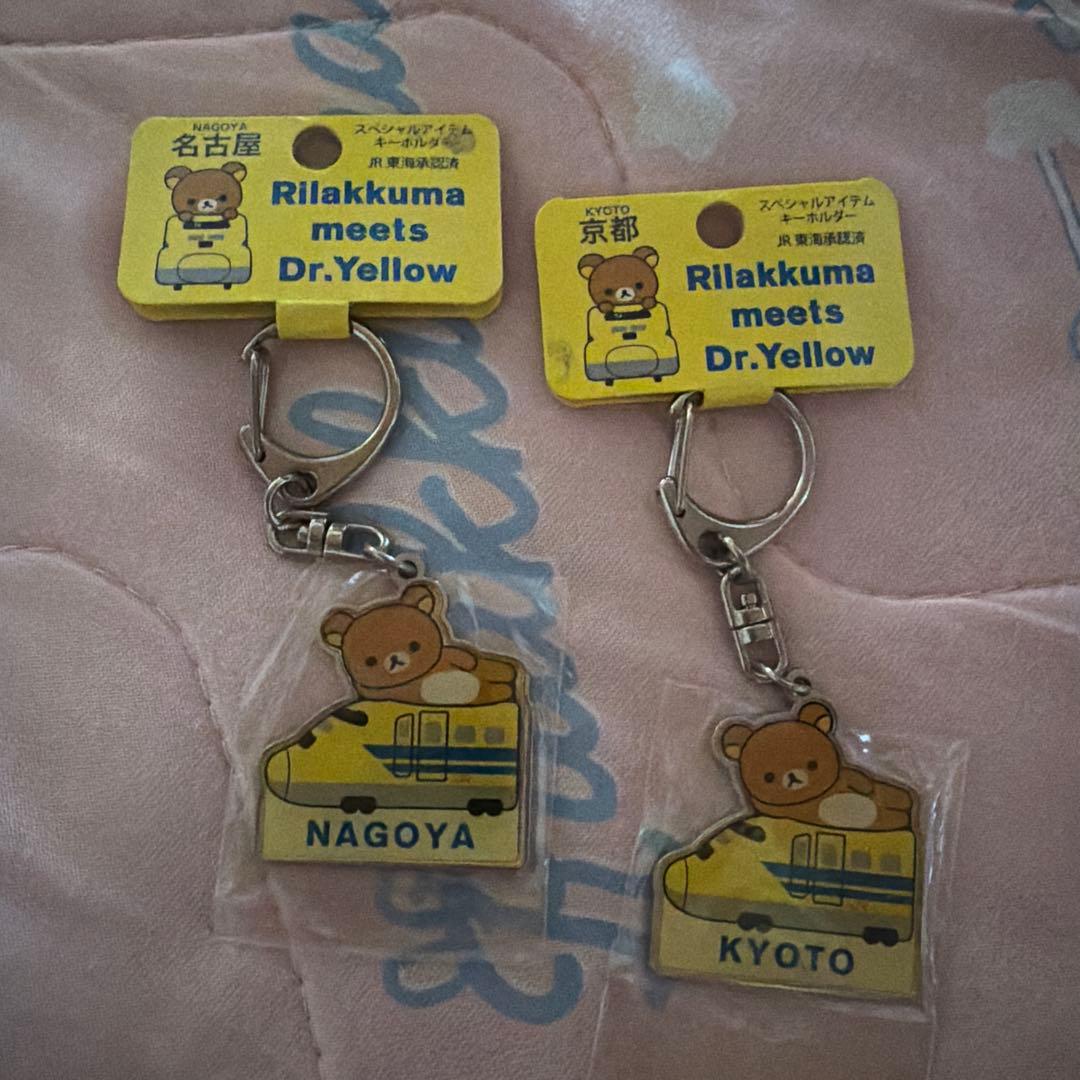 NAGOYA
名古屋
スペシャルアイテム
キーホルダー
JR東海承認済
Rilakkuma
meets
Dr.Yellow
NAGOYA
KYOTO
京都
スペシャルアイテム
キーホルダー
JR東海承認済
Rilakkuma
meets
Dr.Yellow
KYOTO